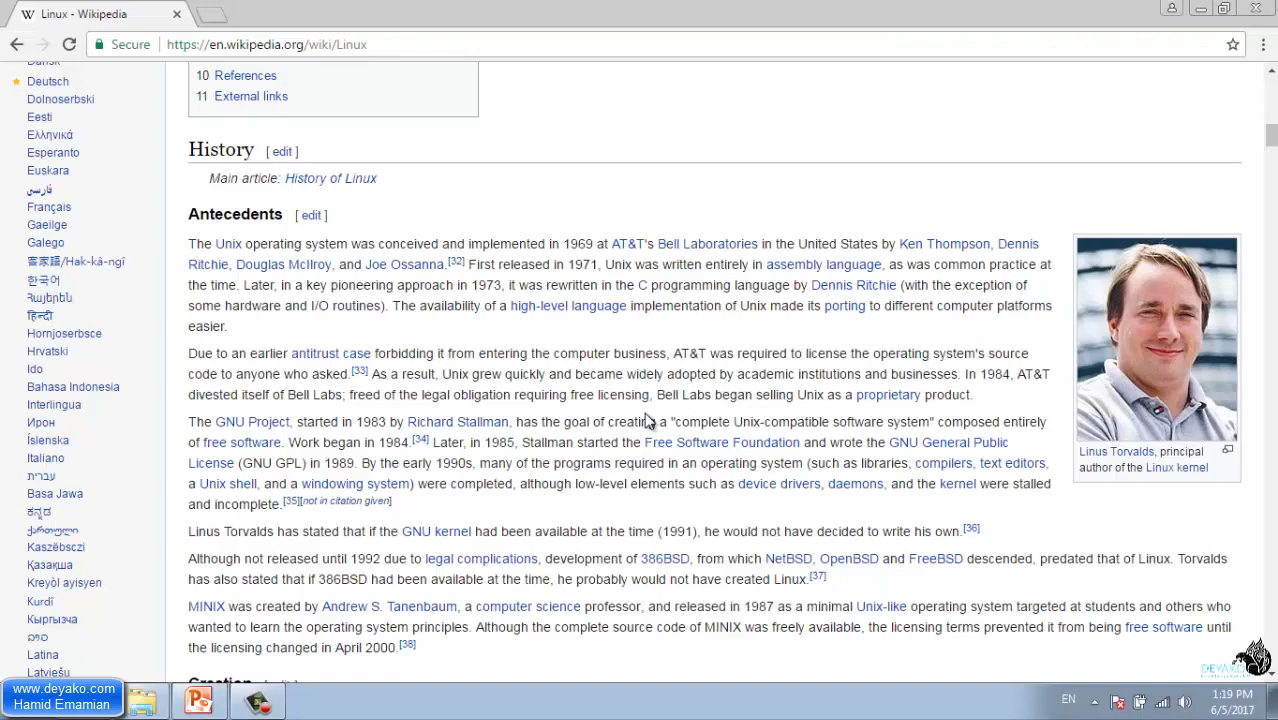 Linux - Wikipedia
Secure https://en.wikipedia.org/wiki/Linux
Deutsch
Dolnoserbski
Eesti
Ελληνικά
Esperanto
Euskara
فارسی
Français
Gaeilge
Galego
客家語/Hak-kâ-ngî
한국어
Հայերեն
हिन्दी
Hornjoserbsce
Hrvatski
Ido
Bahasa Indonesia
Interlingua
Ирон
Íslenska
Italiano
עברית
Basa Jawa
ಕನ್ನಡ
ქართული
Kaszëbsczi
Қазақша
Kreyòl ayisyen
Kurdî
Кыргызча
ລາວ
Latina
Latviešu
10 References
11 External links
History [ edit ]
Main article: History of Linux
Antecedents [ edit ]
The Unix operating system was conceived and implemented in 1969 at AT&T's Bell Laboratories in the United States by Ken Thompson, Dennis
Ritchie, Douglas McIlroy, and Joe Ossanna.[32] First released in 1971, Unix was written entirely in assembly language, as was common practice at
the time. Later, in a key pioneering approach in 1973, it was rewritten in the C programming language by Dennis Ritchie (with the exception of
some hardware and I/O routines). The availability of a high-level language implementation of Unix made its porting to different computer platforms
easier.
Due to an earlier antitrust case forbidding it from entering the computer business, AT&T was required to license the operating system's source
code to anyone who asked.[33] As a result, Unix grew quickly and became widely adopted by academic institutions and businesses. In 1984, AT&T
divested itself of Bell Labs; freed of the legal obligation requiring free licensing, Bell Labs began selling Unix as a proprietary product.
The GNU Project, started in 1983 by Richard Stallman, has the goal of creating a "complete Unix-compatible software system" composed entirely
of free software. Work began in 1984.[34] Later, in 1985, Stallman started the Free Software Foundation and wrote the GNU General Public
License (GNU GPL) in 1989. By the early 1990s, many of the programs required in an operating system (such as libraries, compilers, text editors,
a Unix shell, and a windowing system) were completed, although low-level elements such as device drivers, daemons, and the kernel were stalled
and incomplete.[35][not in citation given]
Linus Torvalds has stated that if the GNU kernel had been available at the time (1991), he would not have decided to write his own.[36]
Although not released until 1992 due to legal complications, development of 386BSD, from which NetBSD, OpenBSD and FreeBSD descended, predated that of Linux. Torvalds
has also stated that if 386BSD had been available at the time, he probably would not have created Linux.[37]
MINIX was created by Andrew S. Tanenbaum, a computer science professor, and released in 1987 as a minimal Unix-like operating system targeted at students and others who
wanted to learn the operating system principles. Although the complete source code of MINIX was freely available, the licensing terms prevented it from being free software until
the licensing changed in April 2000.[38]
Linus Torvalds, principal
author of the Linux kernel
DEYAKO
www.deyako.com
Hamid Emamian
EN
1:19 PM
6/5/2017